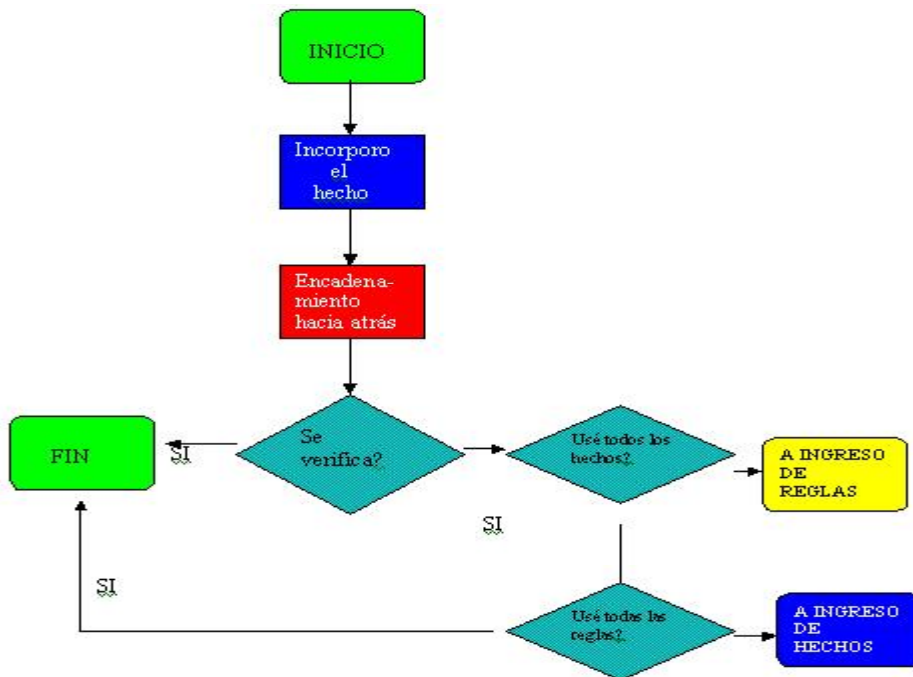 INICIO
Incorporo
el
hecho
Encadena-
miento
hacia atrás
Se
verifica?
SI
FIN
Usé todos los
hechos?
A INGRESO
DE
REGLAS
SI
SI
Usé todas las
reglas?
A INGRESO
DE
HECHOS